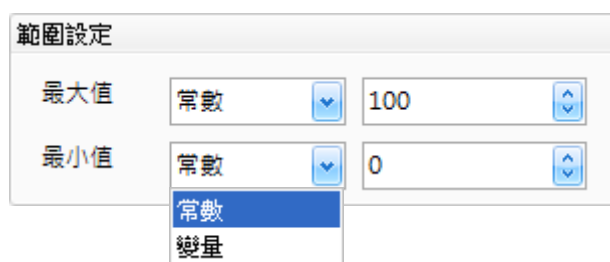 範圍設定
最大值 常數 100
最小值 常數 0
常數
變量